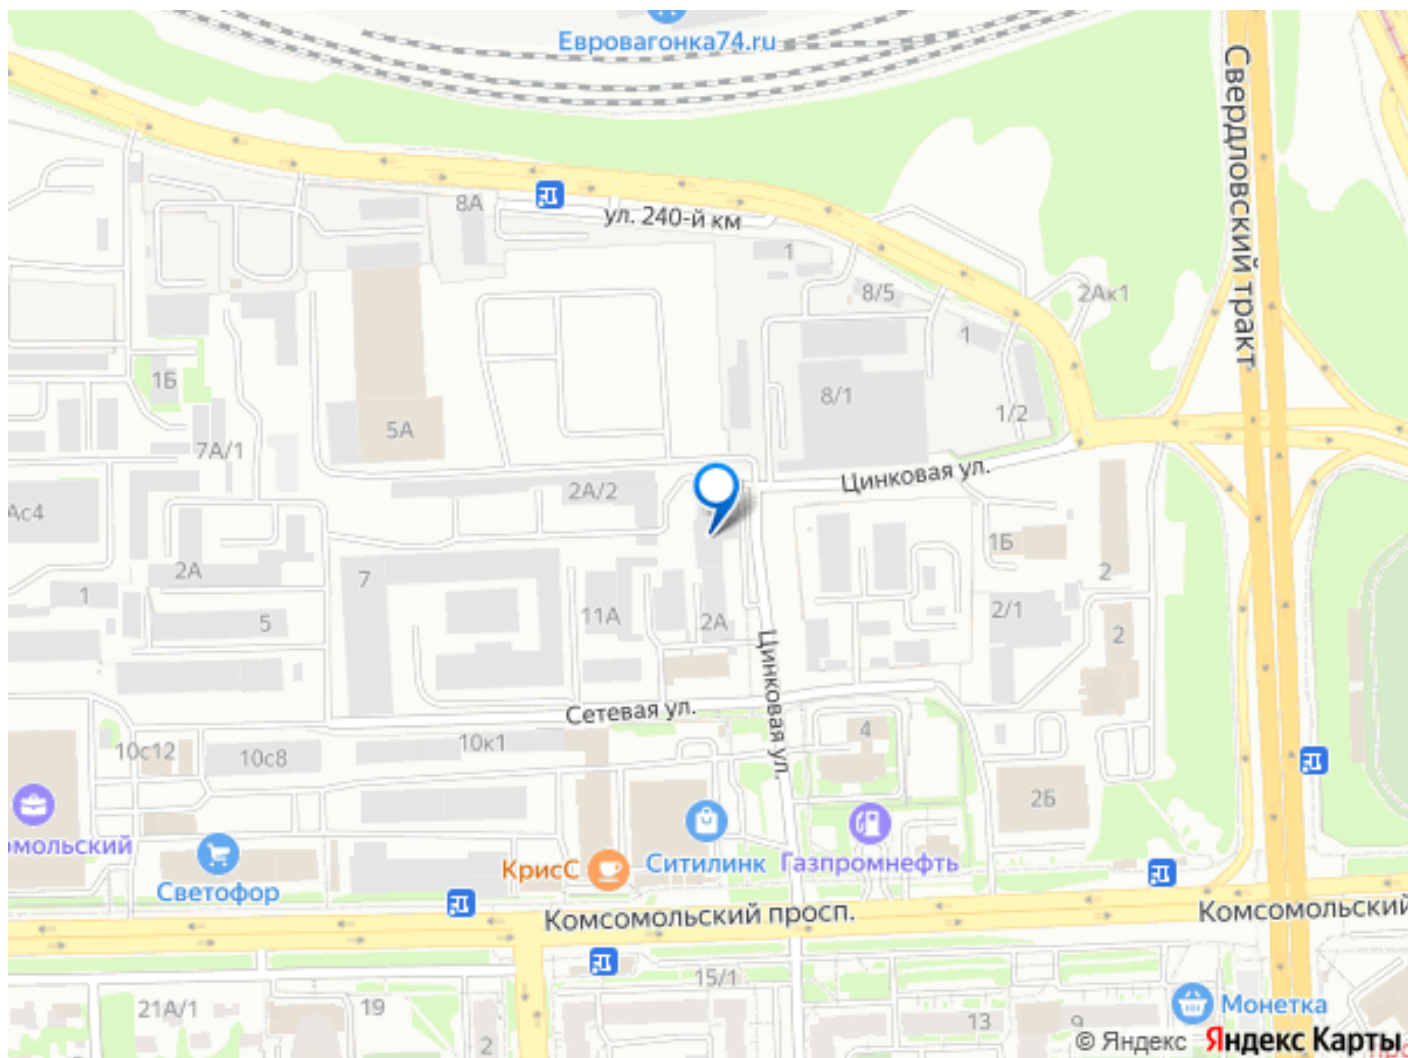 Евровагонка74.ru
Свердловский тракт
8А
ул. 240-й км
1
8/5
2Ак1
1
1Б
8/1
1/2
5А
7А/1
Цинковая ул.
2А/2
Ас4
1Б
2А
7
2
1
2/1
11А
5
2А
2
Цинковая ул.
Сетевая ул.
4
10к1
10с12
10с8
2Б
омольский
Светофор
КрисС
Ситилинк
Газпромнефть
Комсомольский просп.
Комсомольский
15/1
21А/1
19
13
9
Монетка
2
© Яндекс Яндекс Карты